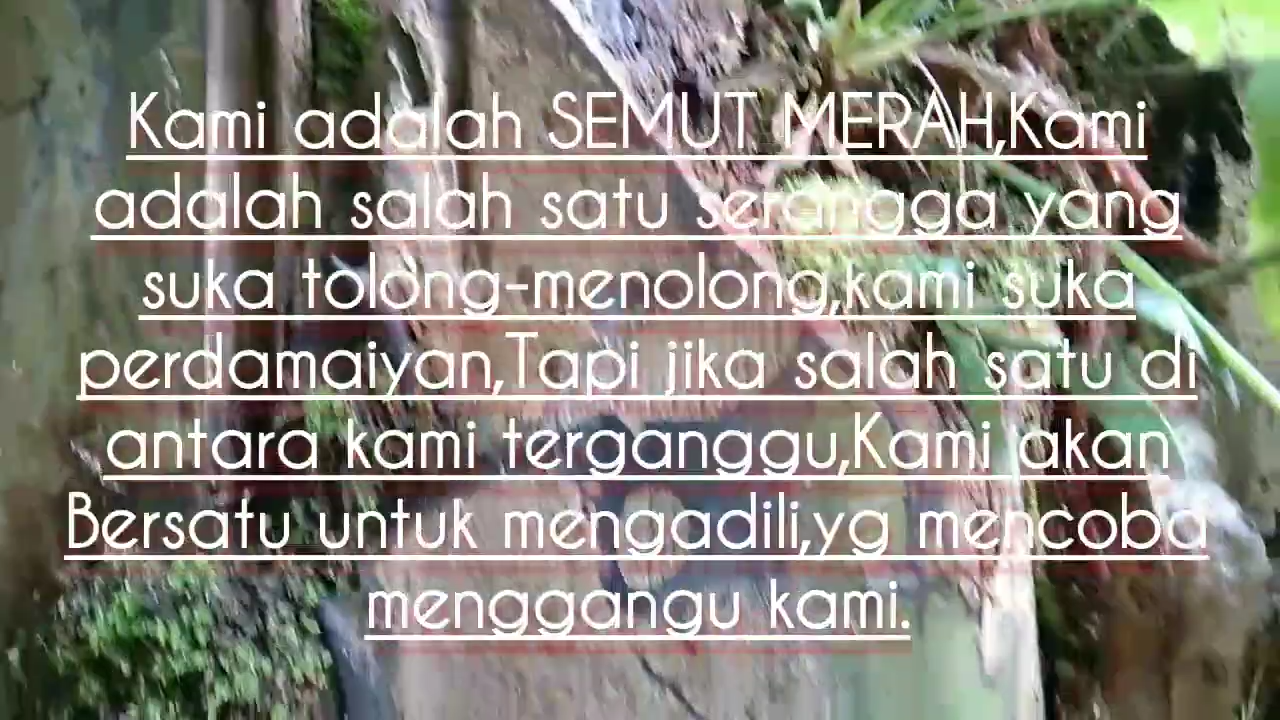 Kami adalah SEMUT MERAH,Kami
adalah salah satu serangga yang
suka tolong-menolong,kami suka
perdamaiyan,Tapi jika salah satu di
antara kami terganggu,Kami akan
Bersatu untuk mengadili,yg mencoba
menggangu kami.